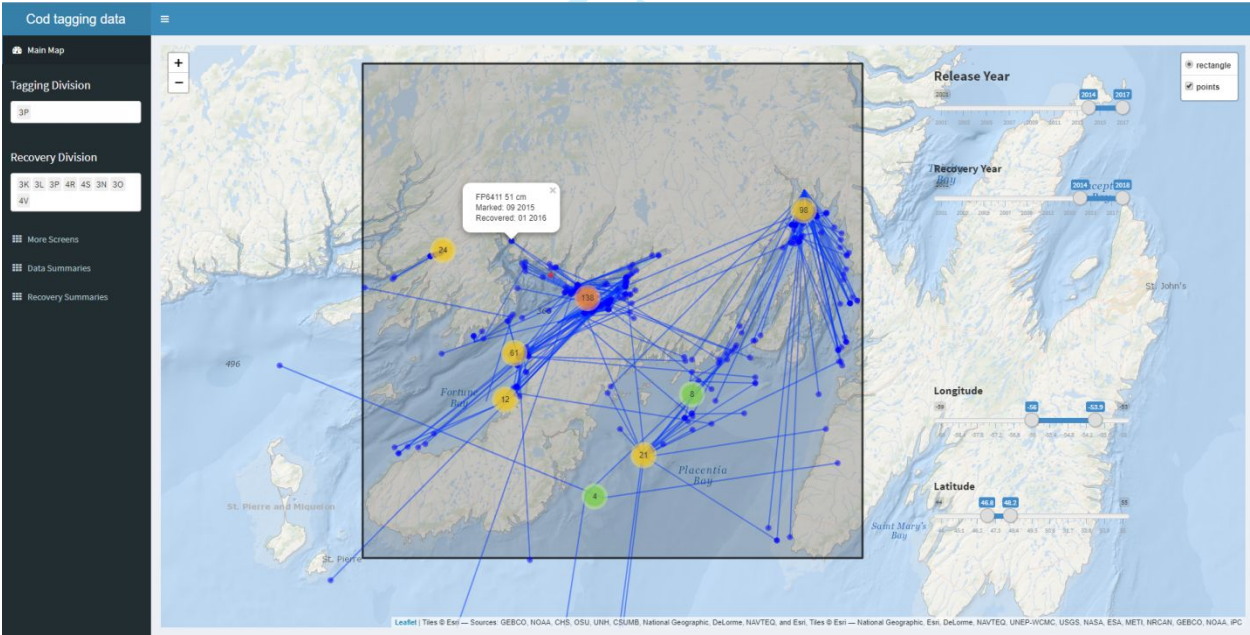 Cod tagging data
Main Map
Tagging Division
3P
Recovery Division
3K 3L 3P 4R 4S 3N 3O
4V
More Screens
Data Summaries
Recovery Summaries
+
−
rectangle
points
Release Year
2001
2014
2017
Recovery Year
2014
2018
FP6411 51 cm
Marked: 09 2015
Recovered: 01 2016
×
24
98
138
61
12
8
21
4
496
Fortune
Bay
Placentia
Bay
St. Pierre and Miquelon
St. Pierre
Saint Mary's
Bay
St. John's
Longitude
-56
-53.9
Latitude
46.8
48.2
55
Leaflet | Tiles © Esri — Sources: GEBCO, NOAA, CHS, OSU, UNH, CSUMB, National Geographic, DeLorme, NAVTEQ, and Esri, Tiles © Esri — National Geographic, Esri, DeLorme, NAVTEQ, UNEP-WCMC, USGS, NASA, ESA, METI, NRCAN, GEBCO, NOAA, iPC